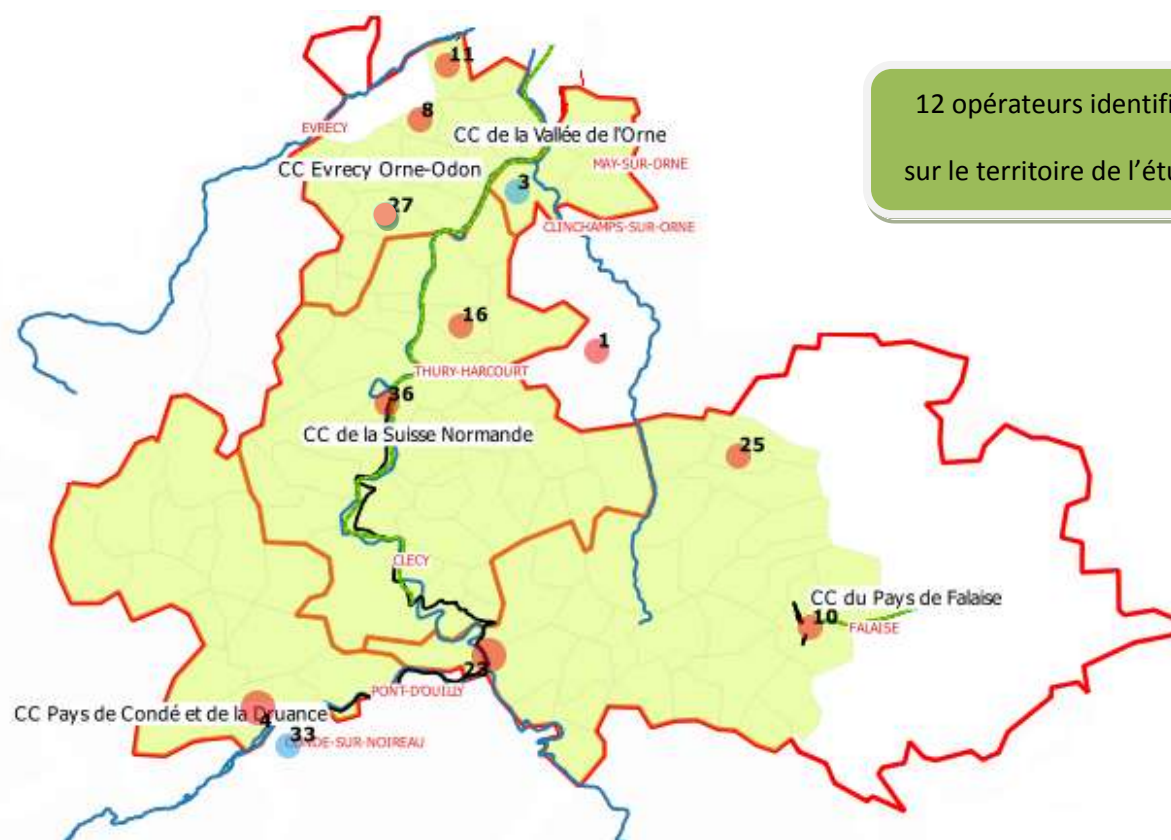 11
8
EVRECY
CC de la Vallée de l'Orne
MAY-SUR-ORNE
CC Evrecy Orne-Odon
3
27
CLINCHAMPS-SUR-ORNE
16
1
THURY-HARCOURT
36
CC de la Suisse Normande
25
CLECY
CC du Pays de Falaise
10
FALAISE
23
PONT-D'OUILLY
CC Pays de Condé et de la Druance
4
33
CONDE-SUR-NOIREAU
12 opérateurs identifi
sur le territoire de l'étu